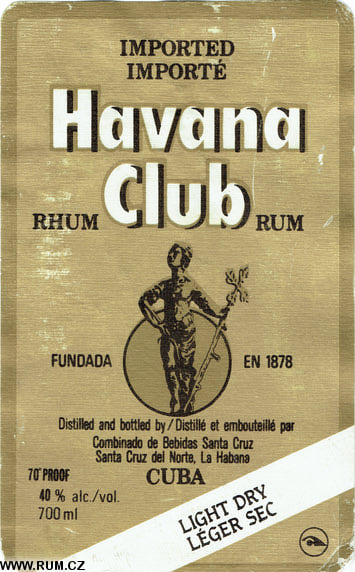 IMPORTED
IMPORTÉ
Havana
Club
RHUM RUM
FUNDADA EN 1878
Distilled and bottled by/Distillé et embouteillé par
Combinado de Bebidas Santa Cruz
Santa Cruz del Norte, La Habana
70° PROOF CUBA
40 % alc./vol.
700 ml
LIGHT DRY
LÉGER SEC
WWW.RUM.CZ